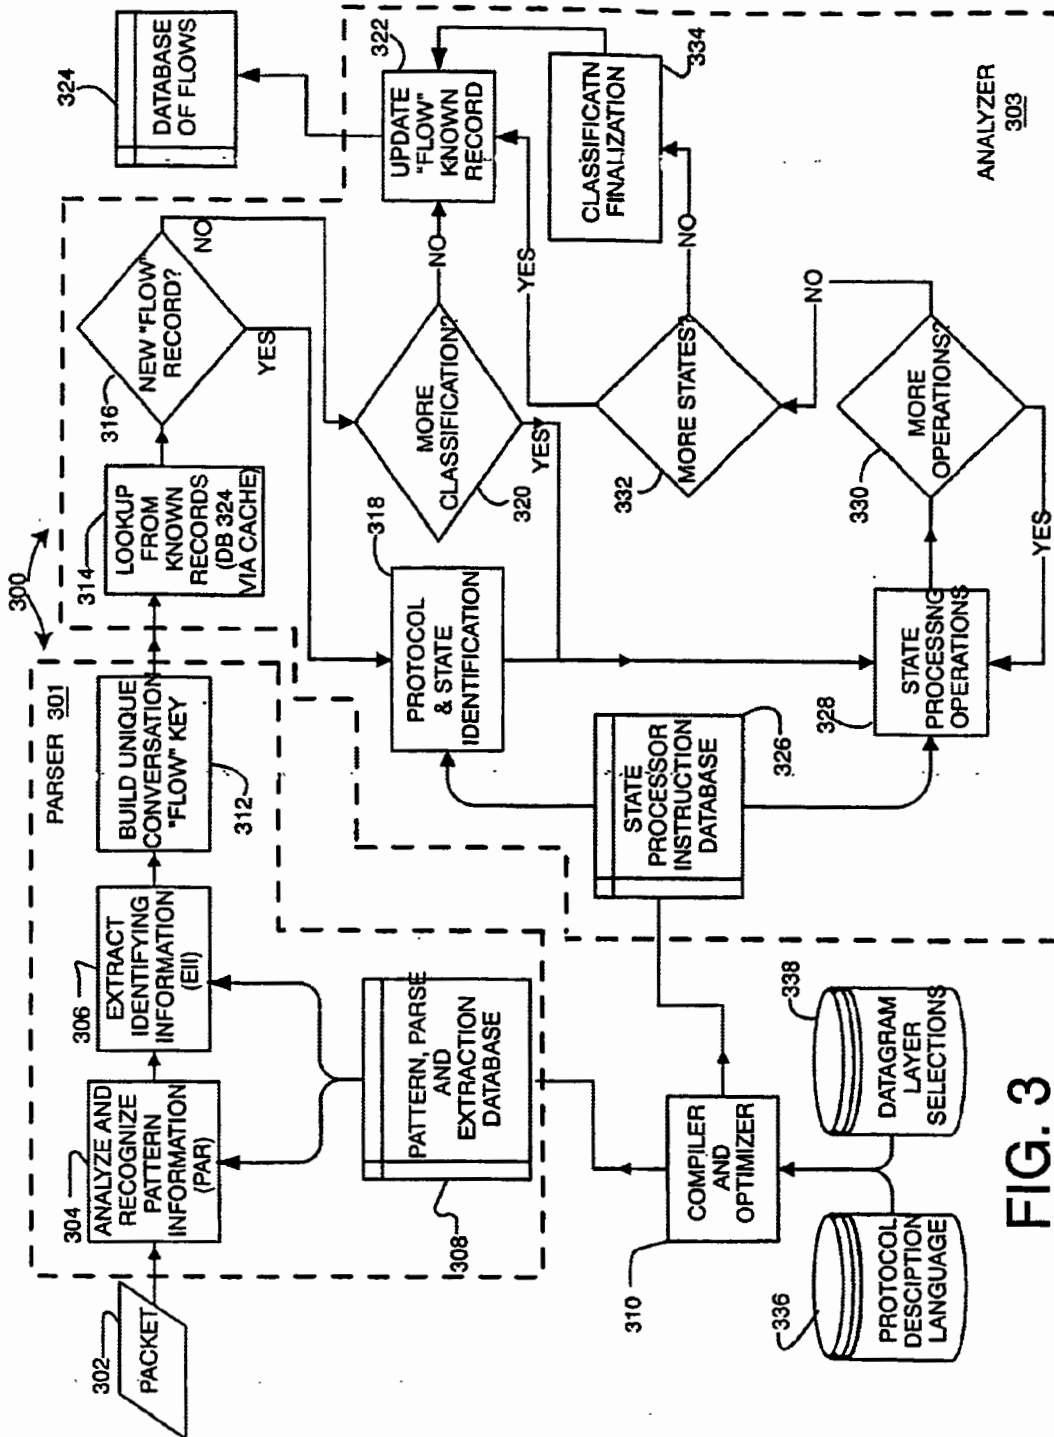 300
302
PACKET
PARSER 301
304
ANALYZE AND
RECOGNIZE
PATTERN
INFORMATION
(PAR)
306
EXTRACT
IDENTIFYING
INFORMATION
(EII)
BUILD UNIQUE
CONVERSATION
"FLOW" KEY
312
314
LOOKUP
FROM
KNOWN
RECORDS
(DB 324
VIA CACHE)
316
NEW "FLOW"
RECORD?
NO
YES
324
DATABASE
OF FLOWS
PATTERN, PARSE
AND
EXTRACTION
DATABASE
308
318
PROTOCOL
& STATE
IDENTIFICATION
MORE
CLASSIFICATION?
320
NO
YES
322
UPDATE
"FLOW"
KNOWN
RECORD
310
COMPILER
AND
OPTIMIZER
STATE
PROCESSOR
INSTRUCTION
DATABASE
326
YES
332
MORE STATES?
NO
CLASSIFICATN
FINALIZATION
334
336
PROTOCOL
DESCIPTION
LANGUAGE
338
DATAGRAM
LAYER
SELECTIONS
328
STATE
PROCESSNG
OPERATIONS
330
MORE
OPERATIONS?
NO
YES
ANALYZER
303
FIG. 3